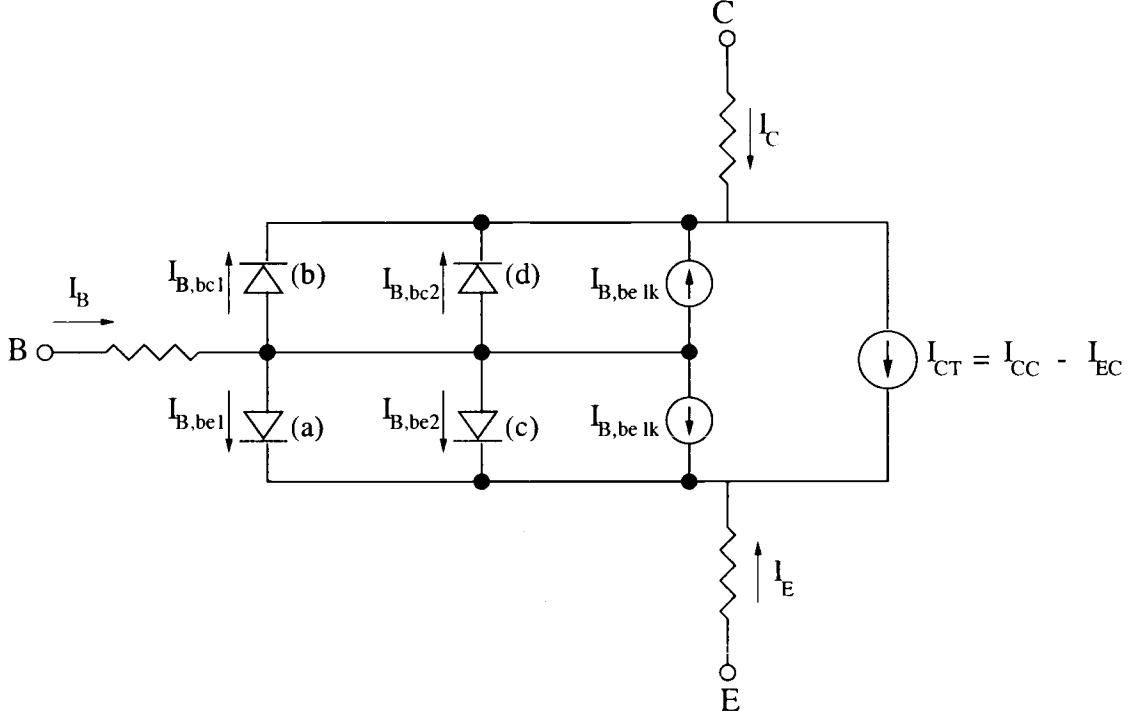 C
I_C
I_B,bc1 (b)
I_B,bc2 (d)
I_B,be lk
I_B
B
I_CT = I_CC - I_EC
I_B,be1 (a)
I_B,be2 (c)
I_B,be lk
I_E
E